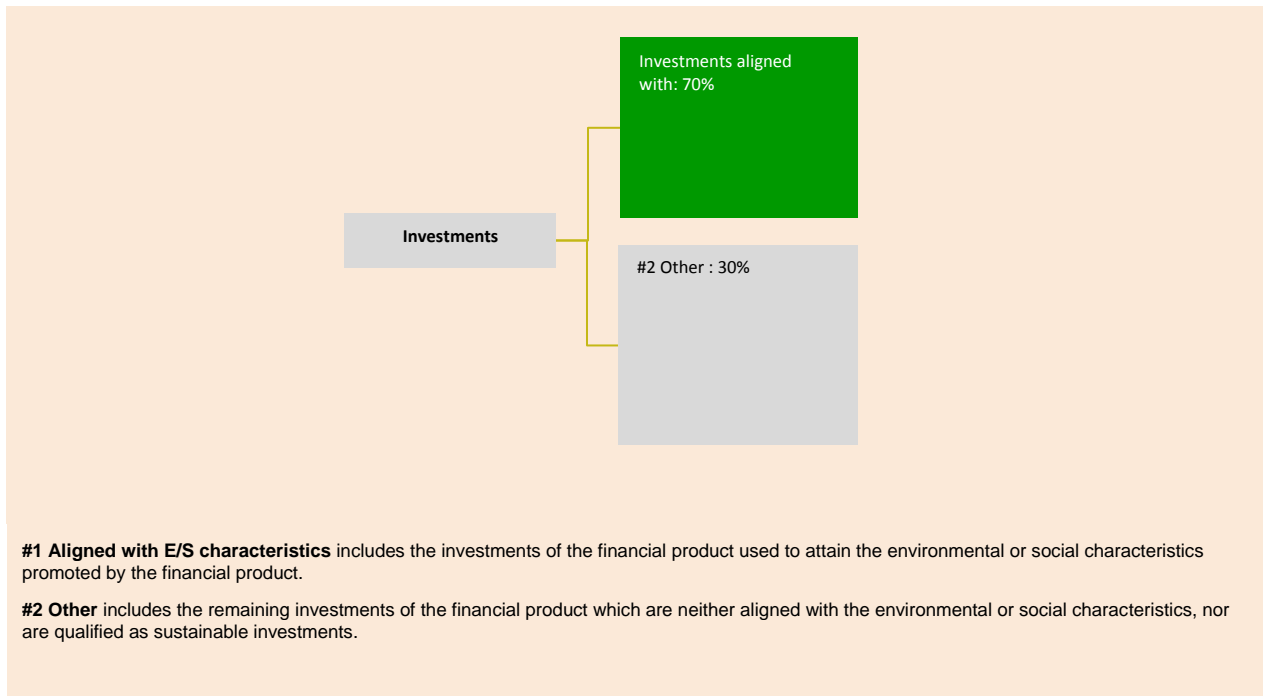 Investments aligned
with: 70%
Investments
#2 Other : 30%
#1 Aligned with E/S characteristics includes the investments of the financial product used to attain the environmental or social characteristics
promoted by the financial product.
#2 Other includes the remaining investments of the financial product which are neither aligned with the environmental or social characteristics, nor
are qualified as sustainable investments.